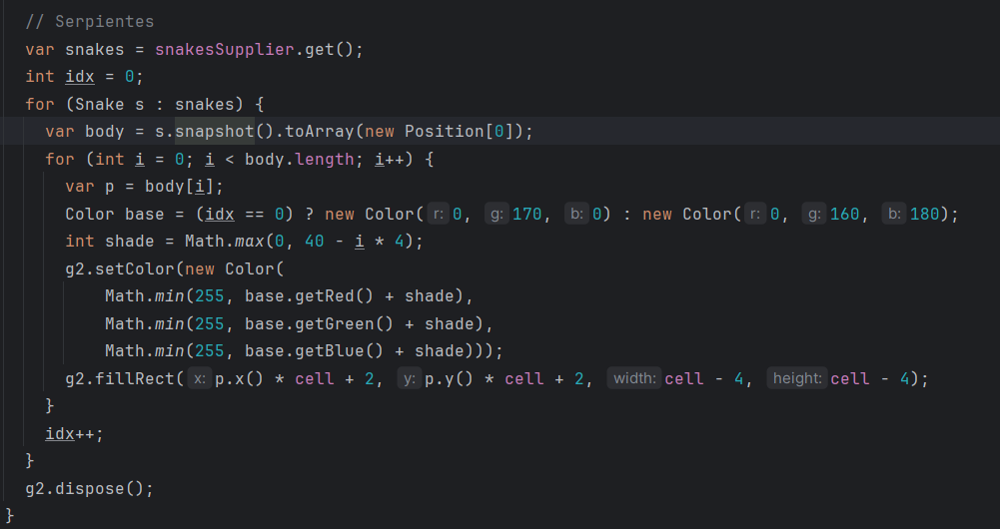 // Serpientes
var snakes = snakesSupplier.get();
int idx = 0;
for (Snake s : snakes) {
var body = s.snapshot().toArray(new Position[0]);
for (int i = 0; i < body.length; i++) {
var p = body[i];
Color base = (idx == 0) ? new Color( r: 0, g: 170, b: 0) : new Color( r: 0, g: 160, b: 180);
int shade = Math.max(0, 40 - i * 4);
g2.setColor(new Color(
Math.min(255, base.getRed() + shade),
Math.min(255, base.getGreen() + shade),
Math.min(255, base.getBlue() + shade)));
g2.fillRect( x: p.x() * cell + 2, y: p.y() * cell + 2, width: cell - 4, height: cell - 4);
}
idx++;
}
g2.dispose();
}